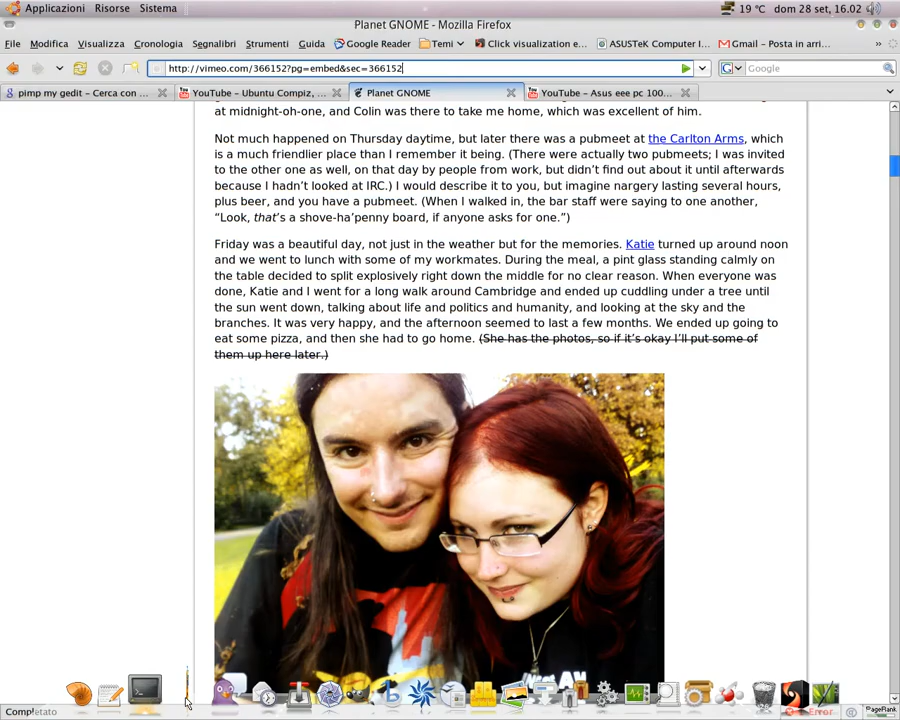 Applicazioni Risorse Sistema 19 °C dom 28 set, 16.02
Planet GNOME - Mozilla Firefox
File Modifica Visualizza Cronologia Segnalibri Strumenti Guida Google Reader Temi Click visualization e... ASUSTeK Computer I... Gmail - Posta in arri... »
http://vimeo.com/366152?pg=embed&sec=366152 Google
pimp my gedit - Cerca con ... YouTube - Ubuntu Compiz, ... Planet GNOME YouTube - Asus eee pc 100...
at midnight-oh-one, and Colin was there to take me home, which was excellent of him.
Not much happened on Thursday daytime, but later there was a pubmeet at the Carlton Arms, which
is a much friendlier place than I remember it being. (There were actually two pubmeets; I was invited
to the other one as well, on that day by people from work, but didn't find out about it until afterwards
because I hadn't looked at IRC.) I would describe it to you, but imagine nargery lasting several hours,
plus beer, and you have a pubmeet. (When I walked in, the bar staff were saying to one another,
“Look, that's a shove-ha'penny board, if anyone asks for one.”)
Friday was a beautiful day, not just in the weather but for the memories. Katie turned up around noon
and we went to lunch with some of my workmates. During the meal, a pint glass standing calmly on
the table decided to split explosively right down the middle for no clear reason. When everyone was
done, Katie and I went for a long walk around Cambridge and ended up cuddling under a tree until
the sun went down, talking about life and politics and humanity, and looking at the sky and the
branches. It was very happy, and the afternoon seemed to last a few months. We ended up going to
eat some pizza, and then she had to go home. (She has the photos, so if it's okay I'll put some of
them up here later.)
Completato Error PageRank